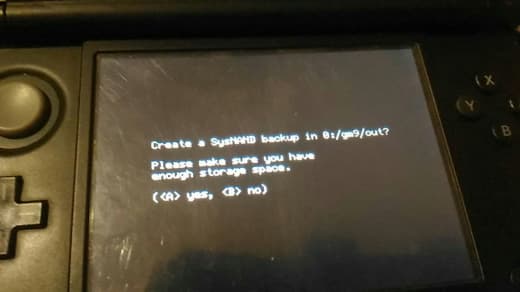 Create a SysNAND backup in 0:/gm9/out?
Please make sure you have
enough storage space.
(<A> yes, <B> no)
X
Y
B